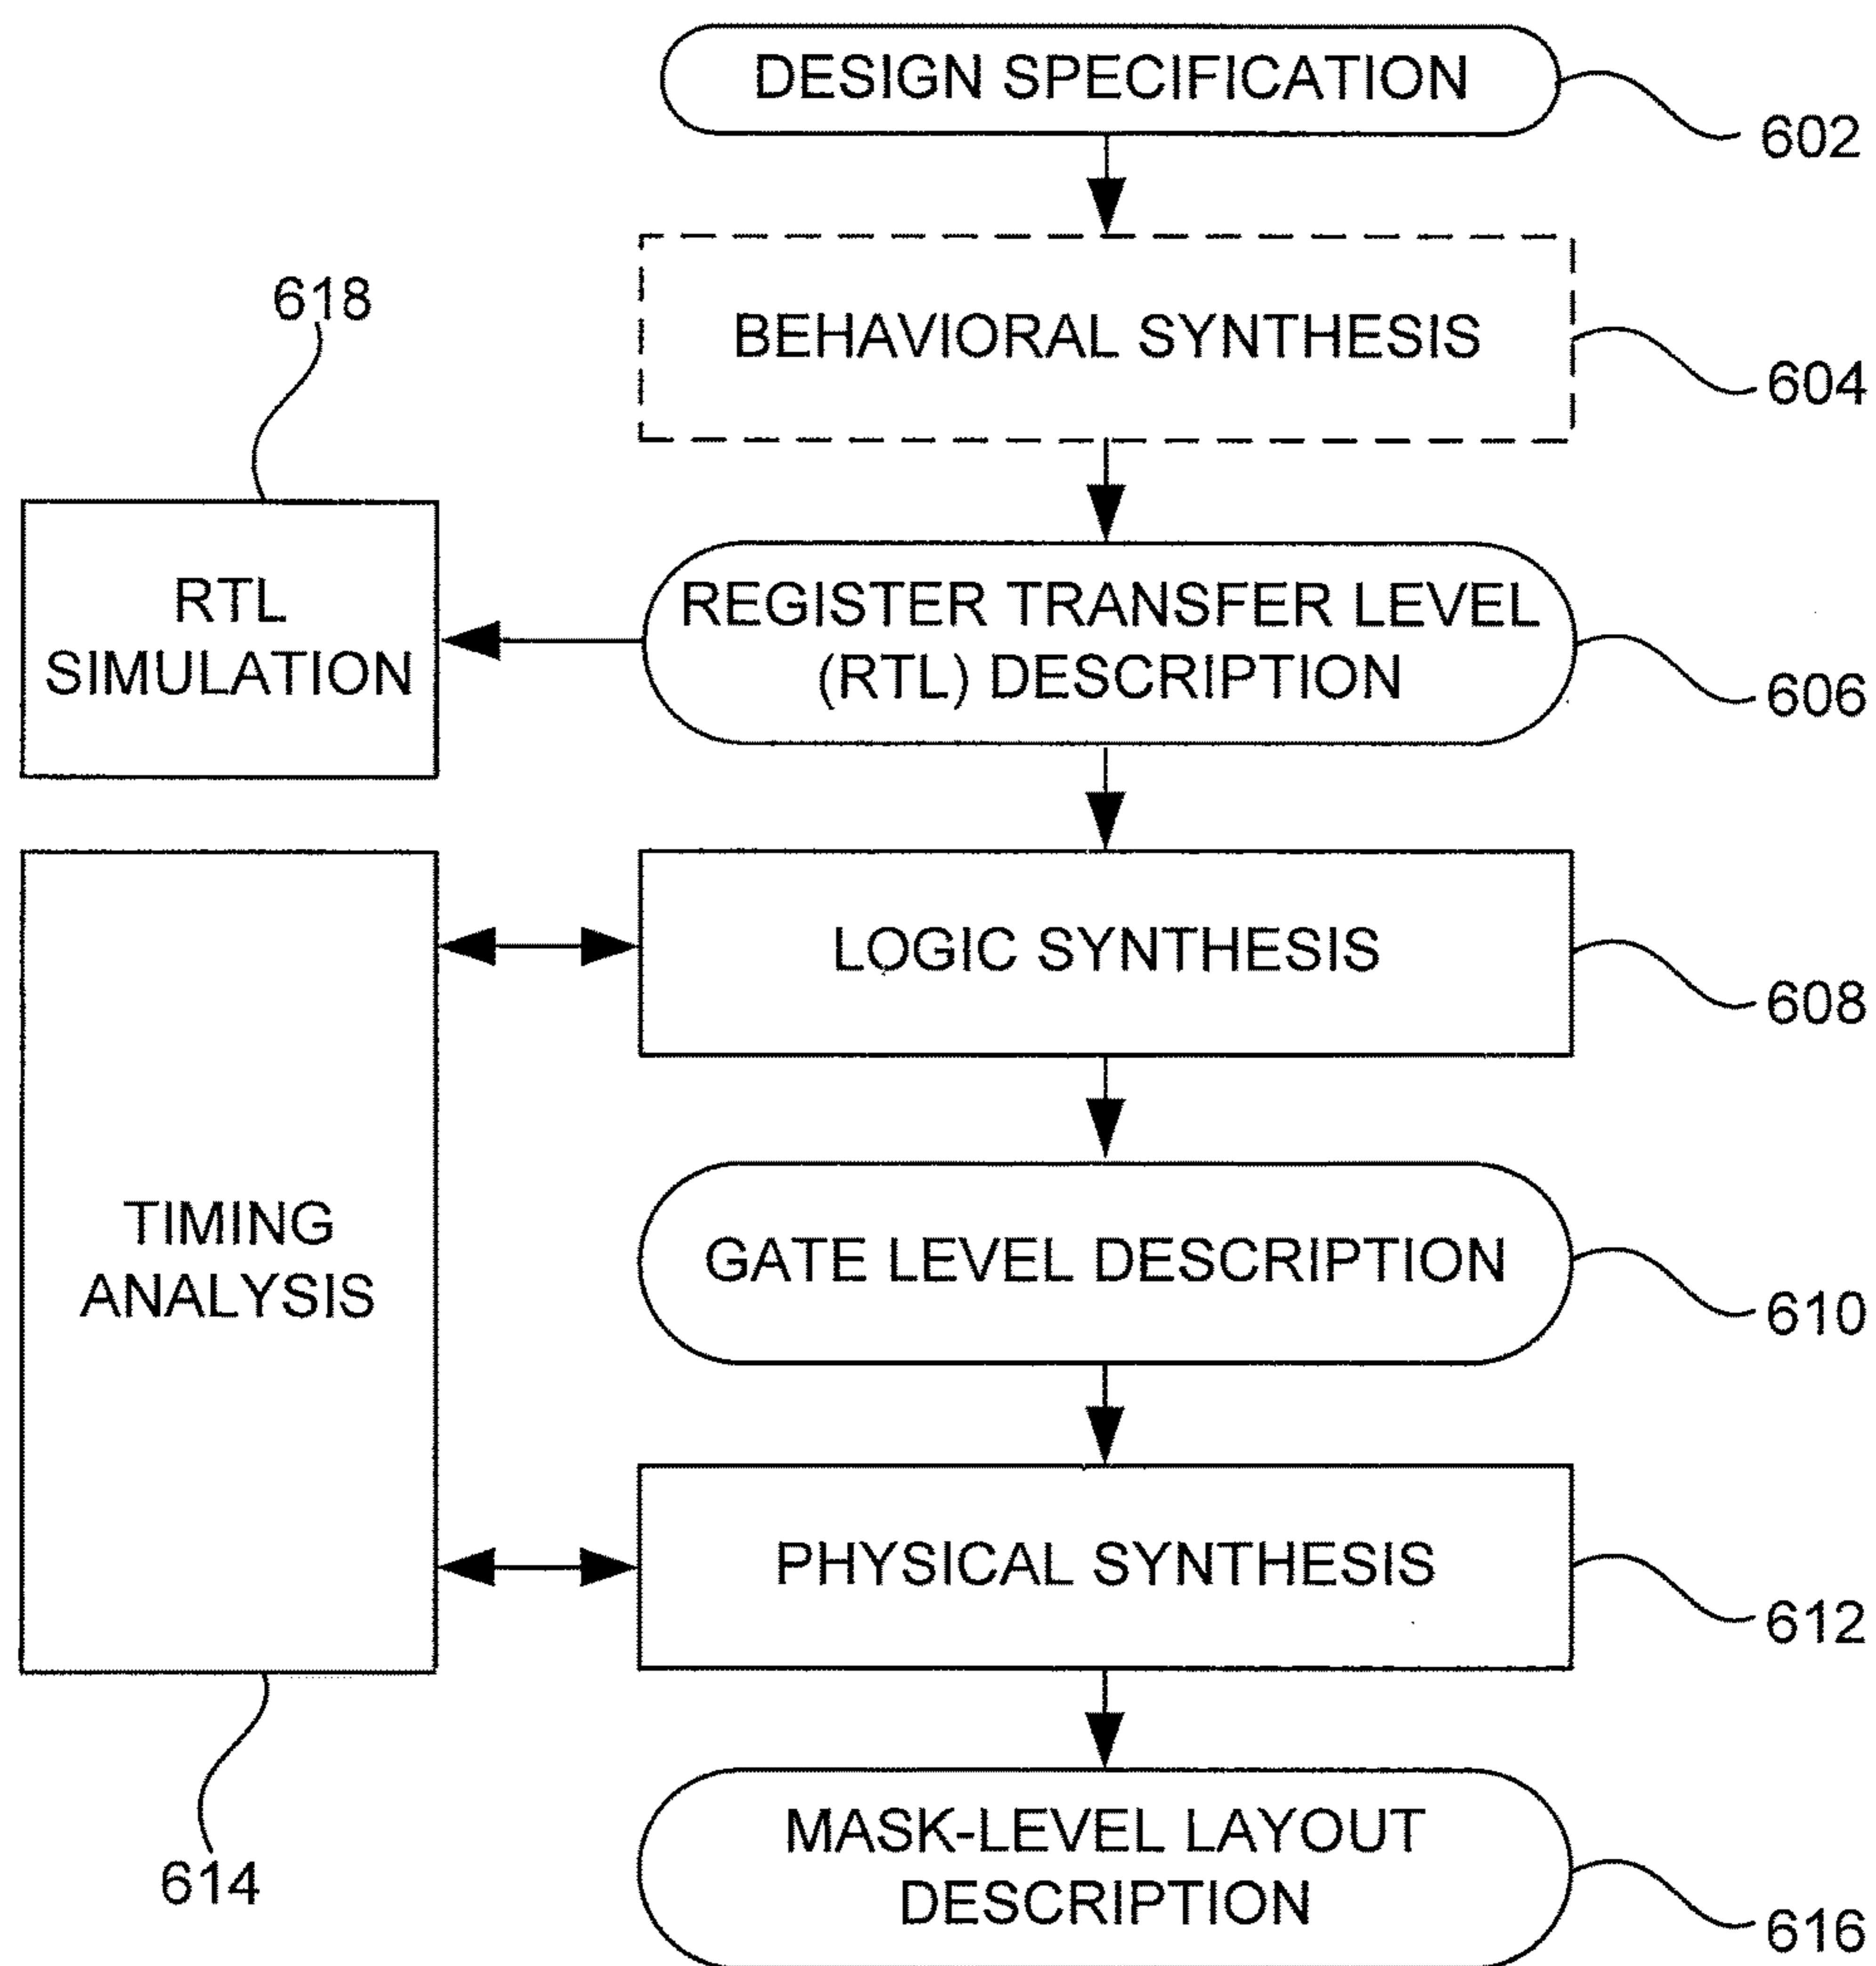 DESIGN SPECIFICATION
602
BEHAVIORAL SYNTHESIS
604
618
RTL
SIMULATION
REGISTER TRANSFER LEVEL
(RTL) DESCRIPTION
606
LOGIC SYNTHESIS
608
TIMING
ANALYSIS
GATE LEVEL DESCRIPTION
610
PHYSICAL SYNTHESIS
612
614
MASK-LEVEL LAYOUT
DESCRIPTION
616